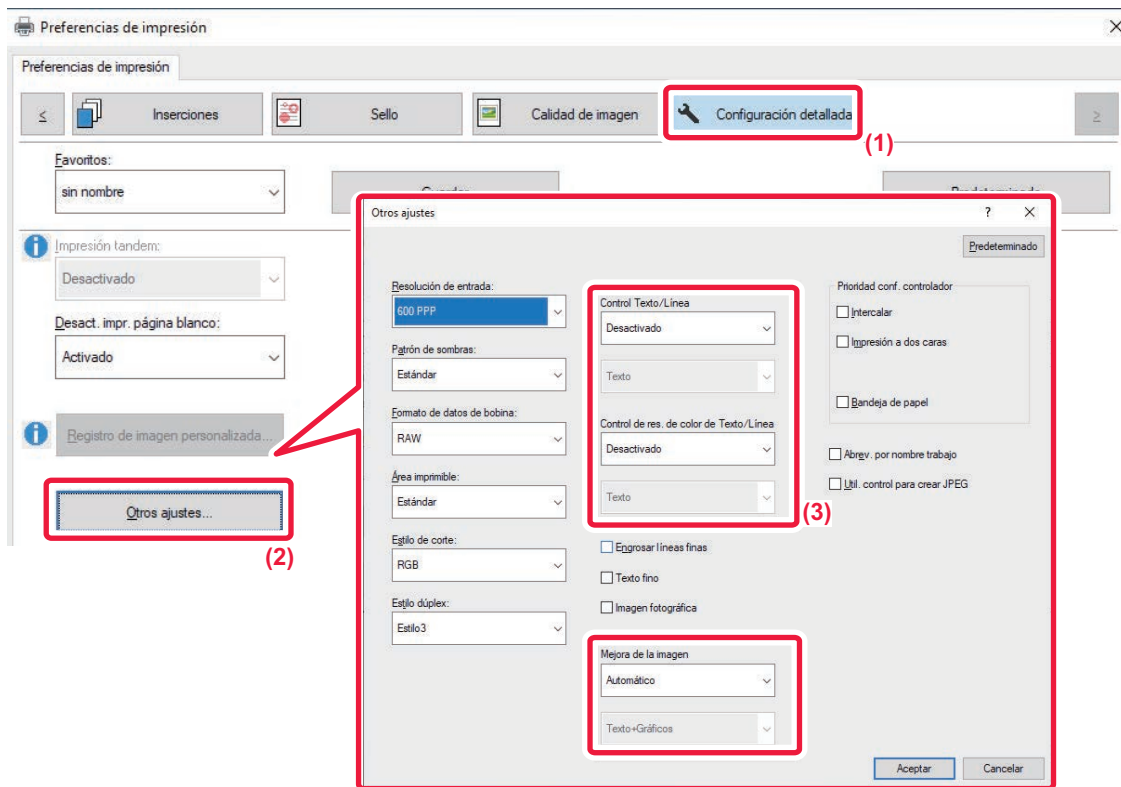 Preferencias de impresión
Preferencias de impresión
<
Inserciones
Sello
Calidad de imagen
Configuración detallada
>
(1)
Favoritos:
sin nombre
Guardar
Predeterminado
Impresión tandem:
Desactivado
Desact. impr. página blanco:
Activado
Registro de imagen personalizada...
Otros ajustes...
(2)
Otros ajustes
?
Predeterminado
Resolución de entrada:
600 PPP
Patrón de sombras:
Estándar
Formato de datos de bobina:
RAW
Área imprimible:
Estándar
Estilo de corte:
RGB
Estilo dúplex:
Estilo3
Control Texto/Línea
Desactivado
Texto
Control de res. de color de Texto/Línea
Desactivado
Texto
(3)
Engrosar líneas finas
Texto fino
Imagen fotográfica
Mejora de la imagen
Automático
Texto+Gráficos
Prioridad conf. controlador
Intercalar
Impresión a dos caras
Bandeja de papel
Abrev. por nombre trabajo
Util. control para crear JPEG
Aceptar
Cancelar